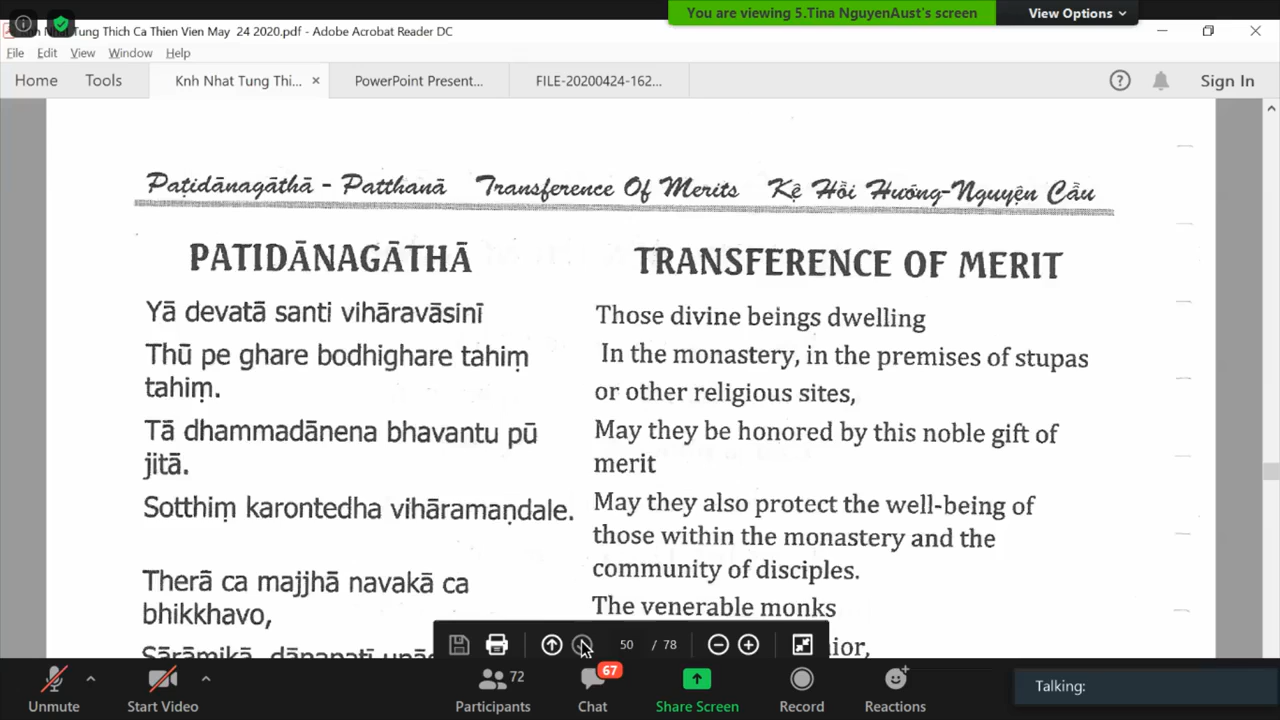 You are viewing 5.Tina NguyenAust's screen
View Options
Tung Thich Ca Thien Vien May 24 2020.pdf - Adobe Acrobat Reader DC
File Edit View Window Help
Home Tools Knh Nhat Tung Thi... × PowerPoint Present... FILE-20200424-162... Sign In
Paṭidānagāthā - Patthanā Transference Of Merits Kệ Hồi Hướng-Nguyện Cầu
PATIDĀNAGĀTHĀ
TRANSFERENCE OF MERIT
Yā devatā santi vihāravāsinī
Thū pe ghare bodhighare tahiṃ
tahiṃ.
Tā dhammadānena bhavantu pū
jitā.
Sotthiṃ karontedha vihāramaṇdale.
Therā ca majjhā navakā ca
bhikkhavo,
Sārāmikā dānapatī
Those divine beings dwelling
In the monastery, in the premises of stupas
or other religious sites,
May they be honored by this noble gift of
merit
May they also protect the well-being of
those within the monastery and the
community of disciples.
The venerable monks
50 / 78
Unmute
Start Video
72
Participants
67
Chat
Share Screen
Record
Reactions
Talking: